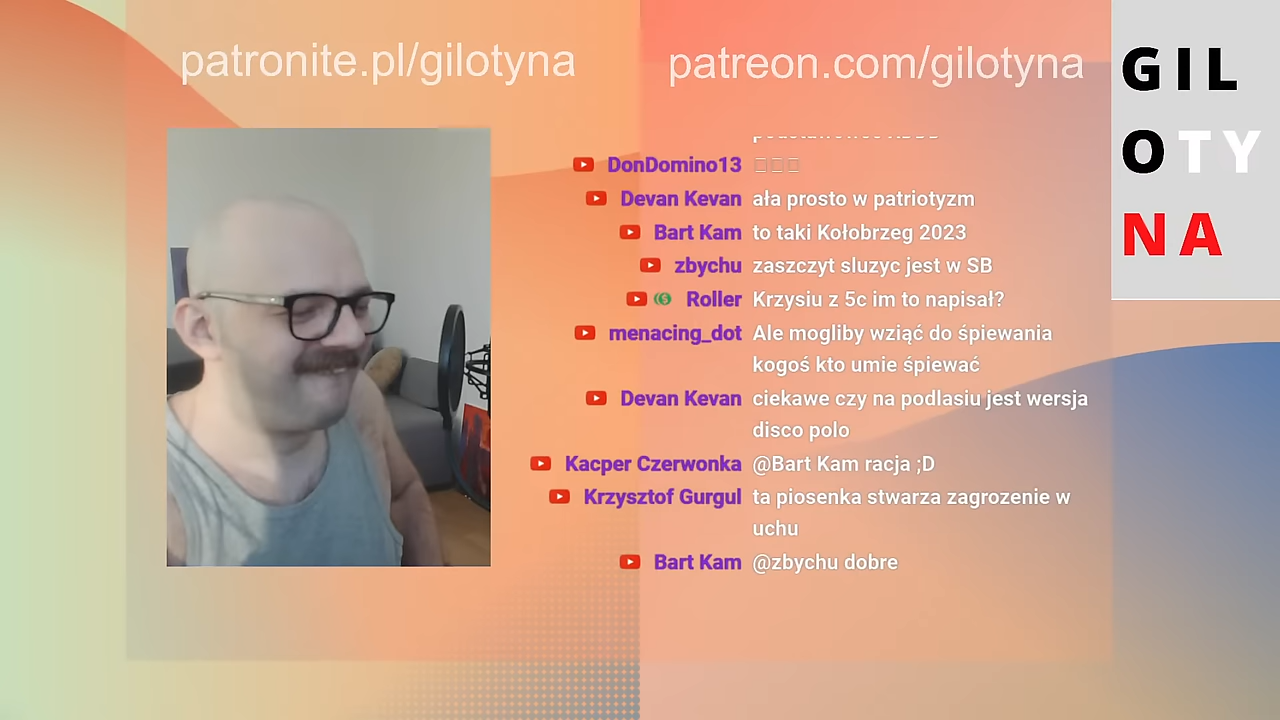 patronite.pl/gilotyna
patreon.com/gilotyna
GIL
OTY
NA
DonDomino13
Devan Kevan ała prosto w patriotyzm
Bart Kam to taki Kołobrzeg 2023
zbychu zaszczyt sluzyc jest w SB
Roller Krzysiu z 5c im to napisał?
menacing_dot Ale mogliby wziąć do śpiewania
kogoś kto umie śpiewać
Devan Kevan ciekawe czy na podlasiu jest wersja
disco polo
Kacper Czerwonka @Bart Kam racja ;D
Krzysztof Gurgul ta piosenka stwarza zagrozenie w
uchu
Bart Kam @zbychu dobre